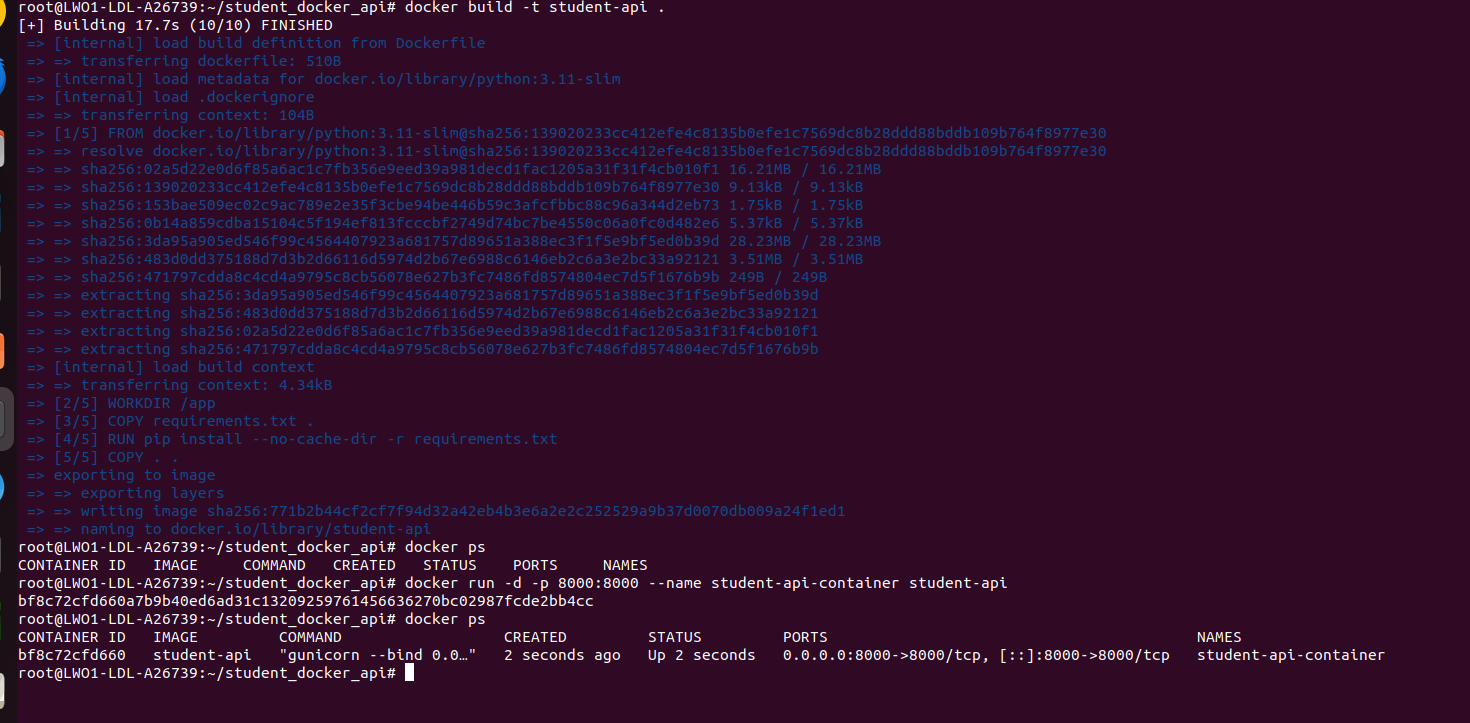 root@LWO1-LDL-A26739:~/student_docker_api# docker build -t student-api .
[+] Building 17.7s (10/10) FINISHED
=> [internal] load build definition from Dockerfile
=> => transferring dockerfile: 510B
=> [internal] load metadata for docker.io/library/python:3.11-slim
=> [internal] load .dockerignore
=> => transferring context: 104B
=> [1/5] FROM docker.io/library/python:3.11-slim@sha256:139020233cc412efe4c8135b0efe1c7569dc8b28ddd88bddb109b764f8977e30
=> => resolve docker.io/library/python:3.11-slim@sha256:139020233cc412efe4c8135b0efe1c7569dc8b28ddd88bddb109b764f8977e30
=> => sha256:02a5d22e0d6f85a6ac1c7fb356e9eed39a981decd1fac1205a31f31f4cb010f1 16.21MB / 16.21MB
=> => sha256:139020233cc412efe4c8135b0efe1c7569dc8b28ddd88bddb109b764f8977e30 9.13kB / 9.13kB
=> => sha256:153bae509ec02c9ac789e2e35f3cbe94be446b59c3afcfbbc88c96a344d2eb73 1.75kB / 1.75kB
=> => sha256:0b14a859cdba15104c5f194ef813fcccbf2749d74bc7be4550c06a0fc0d482e6 5.37kB / 5.37kB
=> => sha256:3da95a905ed546f99c4564407923a681757d89651a388ec3f1f5e9bf5ed0b39d 28.23MB / 28.23MB
=> => sha256:483d0dd375188d7d3b2d66116d5974d2b67e6988c6146eb2c6a3e2bc33a92121 3.51MB / 3.51MB
=> => sha256:471797cdda8c4cd4a9795c8cb56078e627b3fc7486fd8574804ec7d5f1676b9b 249B / 249B
=> => extracting sha256:3da95a905ed546f99c4564407923a681757d89651a388ec3f1f5e9bf5ed0b39d
=> => extracting sha256:483d0dd375188d7d3b2d66116d5974d2b67e6988c6146eb2c6a3e2bc33a92121
=> => extracting sha256:02a5d22e0d6f85a6ac1c7fb356e9eed39a981decd1fac1205a31f31f4cb010f1
=> => extracting sha256:471797cdda8c4cd4a9795c8cb56078e627b3fc7486fd8574804ec7d5f1676b9b
=> [internal] load build context
=> => transferring context: 4.34kB
=> [2/5] WORKDIR /app
=> [3/5] COPY requirements.txt .
=> [4/5] RUN pip install --no-cache-dir -r requirements.txt
=> [5/5] COPY . .
=> exporting to image
=> => exporting layers
=> => writing image sha256:771b2b44cf2cf7f94d32a42eb4b3e6a2e2c252529a9b37d0070db009a24f1ed1
=> => naming to docker.io/library/student-api
root@LWO1-LDL-A26739:~/student_docker_api# docker ps
CONTAINER ID   IMAGE     COMMAND   CREATED   STATUS    PORTS     NAMES
root@LWO1-LDL-A26739:~/student_docker_api# docker run -d -p 8000:8000 --name student-api-container student-api
bf8c72cfd660a7b9b40ed6ad31c13209259761456636270bc02987fcde2bb4cc
root@LWO1-LDL-A26739:~/student_docker_api# docker ps
CONTAINER ID   IMAGE         COMMAND                  CREATED         STATUS         PORTS                                         NAMES
bf8c72cfd660   student-api   "gunicorn --bind 0.0…"   2 seconds ago   Up 2 seconds   0.0.0.0:8000->8000/tcp, [::]:8000->8000/tcp   student-api-container
root@LWO1-LDL-A26739:~/student_docker_api#